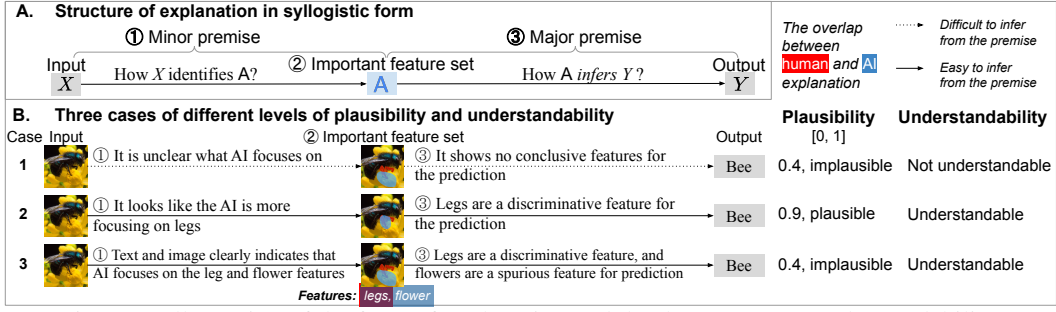 A. Structure of explanation in syllogistic form
① Minor premise
③ Major premise
Input
② Important feature set
Output
X
How X identifies A?
A
How A infers Y?
Y
The overlap
between
human and AI
explanation
Difficult to infer
from the premise
Easy to infer
from the premise
B. Three cases of different levels of plausibility and understandability
Plausibility
[0, 1]
Understandability
Case Input
② Important feature set
Output
1
① It is unclear what AI focuses on
③ It shows no conclusive features for
the prediction
Bee
0.4, implausible
Not understandable
2
① It looks like the AI is more
focusing on legs
③ Legs are a discriminative feature for
the prediction
Bee
0.9, plausible
Understandable
3
① Text and image clearly indicates that
AI focuses on the leg and flower features
③ Legs are a discriminative feature, and
flowers are a spurious feature for prediction
Bee
0.4, implausible
Understandable
Features: legs, flower